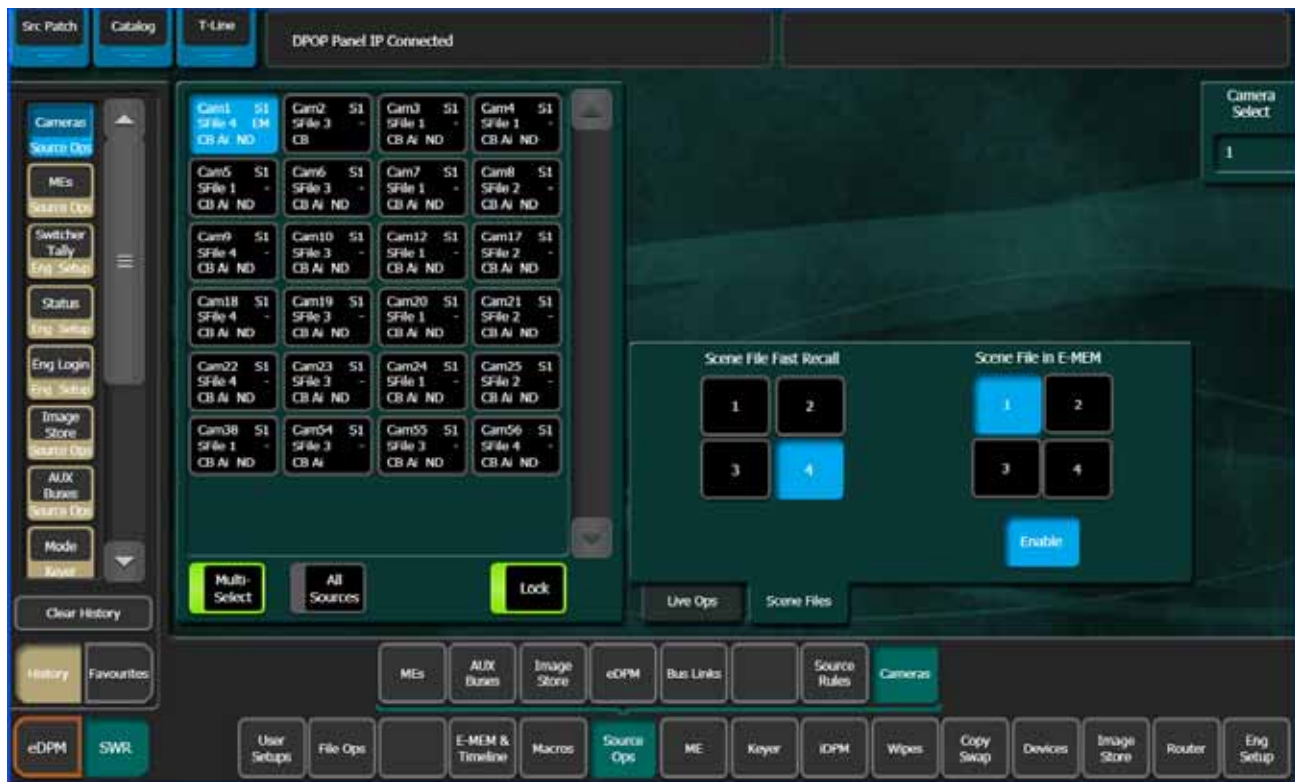 Src Patch
Catalog
T-Line
DPOP Panel IP Connected
Cameras
Source Ops
MEs
Source Ops
Switcher
Tally
Eng Setup
Status
Eng Setup
Eng Login
Eng Setup
Image
Store
Source Ops
AUX
Buses
Source Ops
Mode
Keyer
Clear History
History
Favourites
eDPM
SWR
Cam1 S1
SFile 4 EM
CB Ai ND
Cam2 S1
SFile 3 -
CB
Cam3 S1
SFile 1 -
CB Ai ND
Cam4 S1
SFile 1 -
CB Ai ND
Cam5 S1
SFile 1 -
CB Ai ND
Cam6 S1
SFile 3 -
CB Ai ND
Cam7 S1
SFile 1 -
CB Ai ND
Cam8 S1
SFile 2 -
CB Ai ND
Cam9 S1
SFile 4 -
CB Ai ND
Cam10 S1
SFile 3 -
CB Ai ND
Cam12 S1
SFile 1 -
CB Ai ND
Cam17 S1
SFile 2 -
CB Ai ND
Cam18 S1
SFile 4 -
CB Ai ND
Cam19 S1
SFile 3 -
CB Ai ND
Cam20 S1
SFile 1 -
CB Ai ND
Cam21 S1
SFile 2 -
CB Ai ND
Cam22 S1
SFile 4 -
CB Ai ND
Cam23 S1
SFile 3 -
CB Ai ND
Cam24 S1
SFile 1 -
CB Ai ND
Cam25 S1
SFile 2 -
CB Ai ND
Cam38 S1
SFile 1 -
CB Ai ND
Cam54 S1
SFile 3 -
CB Ai
Cam55 S1
SFile 3 -
CB Ai ND
Cam56 S1
SFile 4 -
CB Ai ND
Multi-
Select
All
Sources
Lock
Camera
Select
1
Scene File Fast Recall
1 2
3 4
Scene File in E-MEM
1 2
3 4
Enable
Live Ops
Scene Files
MEs
AUX
Buses
Image
Store
eDPM
Bus Links
Source
Rules
Cameras
User
Setups
File Ops
E-MEM &
Timeline
Macros
Source
Ops
ME
Keyer
iDPM
Wipes
Copy
Swap
Devices
Image
Store
Router
Eng
Setup